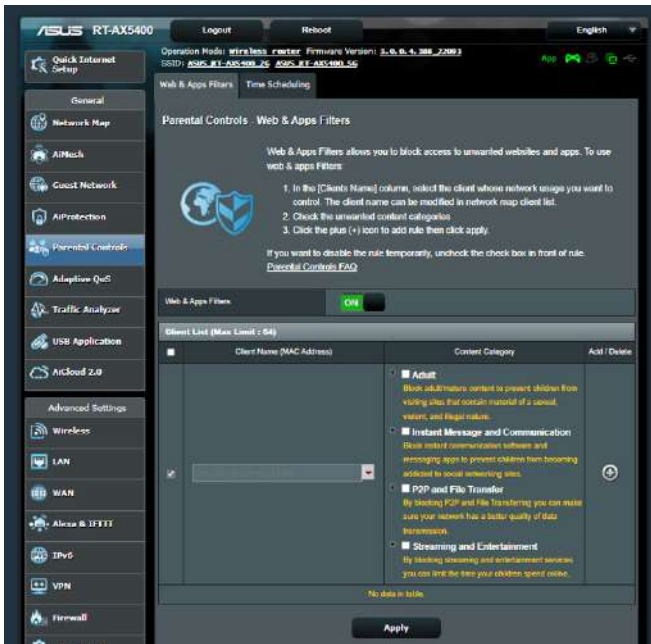 ASUS RT-AX5400
Logout
Reboot
English
Operation Mode: Wireless router Firmware Version: 3.0.0.4.388_22093
SSID: ASUS_RT-AX5400_2G ASUS_RT-AX5400_5G
App
Quick Internet
Setup
General
Network Map
AiMesh
Guest Network
AiProtection
Parental Controls
Adaptive QoS
Traffic Analyzer
USB Application
AiCloud 2.0
Advanced Settings
Wireless
LAN
WAN
Alexa & IFTTT
IPv6
VPN
Firewall
Web & Apps Filters
Time Scheduling
Parental Controls - Web & Apps Filters
Web & Apps Filters allows you to block access to unwanted websites and apps. To use
web & apps Filters:
1. In the [Clients Name] column, select the client whose network usage you want to
control. The client name can be modified in network map client list.
2. Check the unwanted content categories
3. Click the plus (+) icon to add rule then click apply.
If you want to disable the rule temporarily, uncheck the check box in front of rule.
Parental Controls FAQ
Web & Apps Filters
ON
Client List (Max Limit : 64)
Client Name (MAC Address)
Content Category
Add / Delete
Adult
Block adult/mature content to prevent children from
visiting sites that contain material of a sexual,
violent, and illegal nature.
Instant Message and Communication
Block instant communication software and
messaging apps to prevent children from becoming
addicted to social networking sites.
P2P and File Transfer
By blocking P2P and File Transferring you can make
sure your network has a better quality of data
transmission.
Streaming and Entertainment
By blocking streaming and entertainment services
you can limit the time your children spend online.
No data in table.
Apply